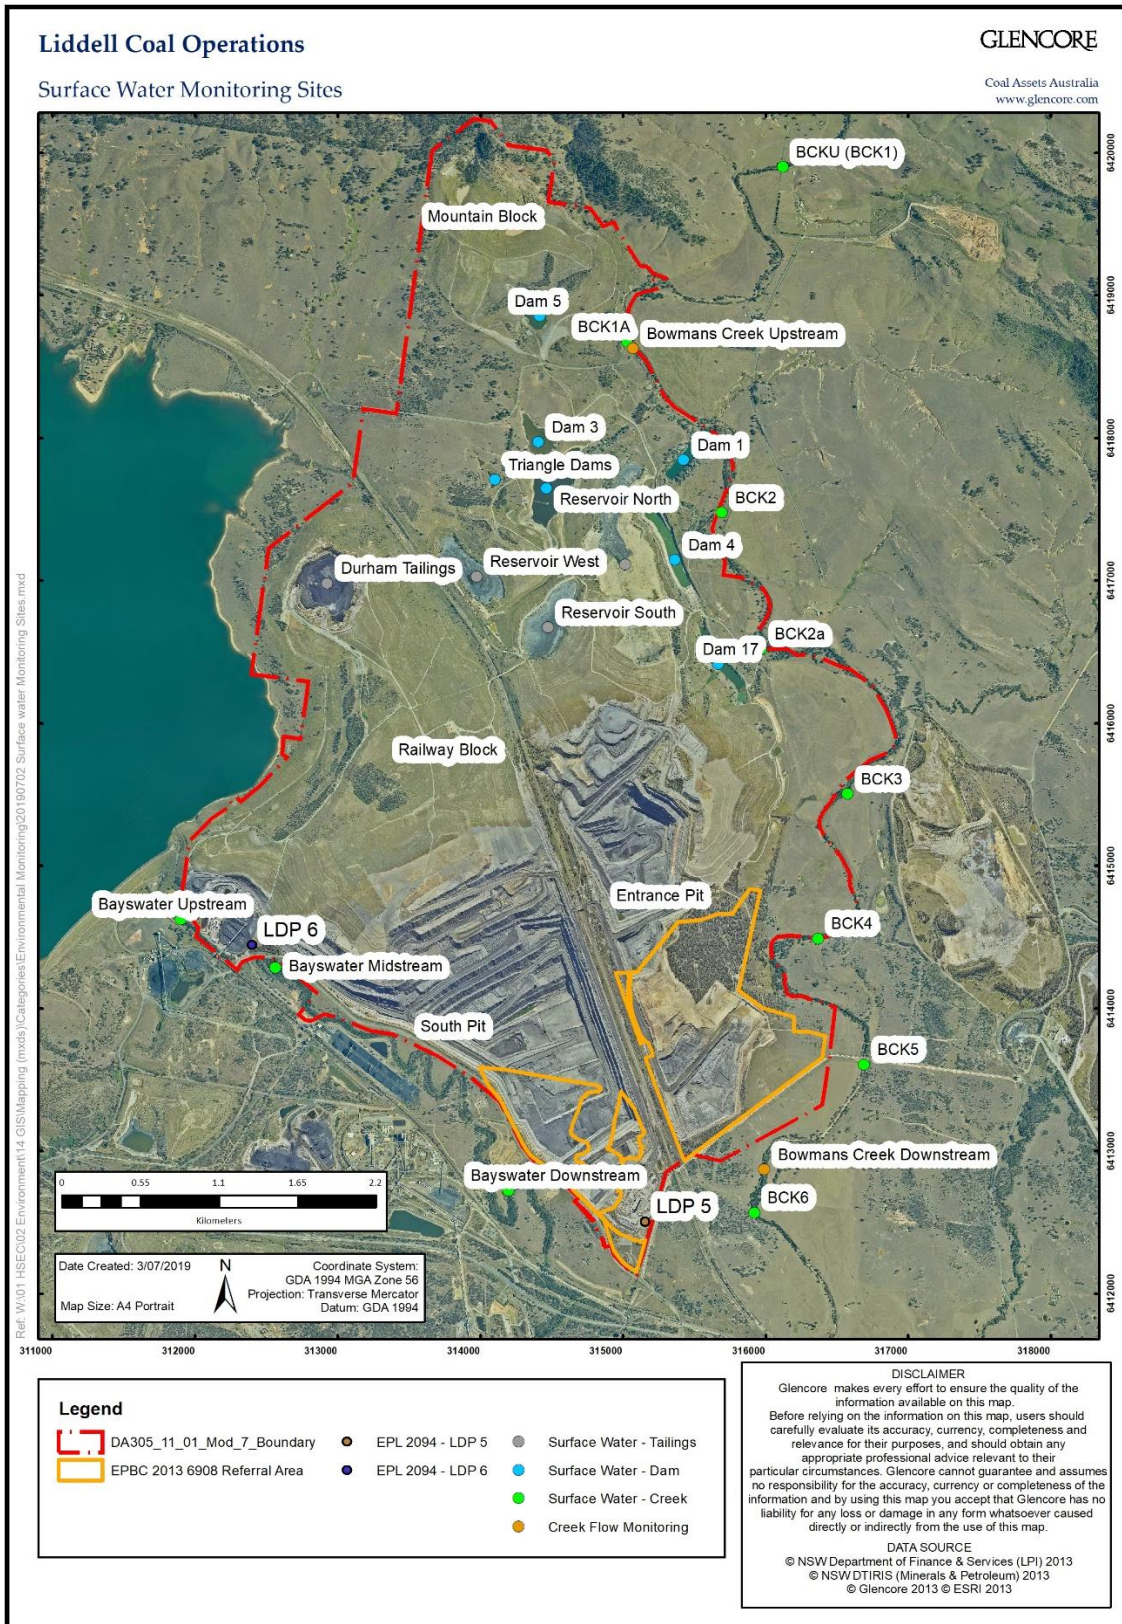 Liddell Coal Operations
GLENCORE
Surface Water Monitoring Sites
Coal Assets Australia
www.glencore.com
BCKU (BCK1)
6420000
Mountain Block
6419000
Dam 5
BCK1A
Bowmans Creek Upstream
6418000
Dam 3
Dam 1
Triangle Dams
Reservoir North
BCK2
Dam 4
Reservoir West
Durham Tailings
6417000
Reservoir South
BCK2a
Dam 17
6416000
Railway Block
BCK3
6415000
Entrance Pit
Bayswater Upstream
BCK4
LDP 6
Bayswater Midstream
6414000
South Pit
BCK5
6413000
Bowmans Creek Downstream
Bayswater Downstream
LDP 5
BCK6
6412000
0 0.55 1.1 1.65 2.2
Kilometers
Date Created: 3/07/2019
N
Coordinate System:
GDA 1994 MGA Zone 56
Projection: Transverse Mercator
Datum: GDA 1994
Map Size: A4 Portrait
Ref: W:\01 HSEC\02 Environment\14 GIS\Mapping (mxds)\Categories\Environmental Monitoring\20190702 Surface water Monitoring Sites.mxd
311000 312000 313000 314000 315000 316000 317000 318000
Legend
DA305_11_01_Mod_7_Boundary
EPBC 2013 6908 Referral Area
EPL 2094 - LDP 5
EPL 2094 - LDP 6
Surface Water - Tailings
Surface Water - Dam
Surface Water - Creek
Creek Flow Monitoring
DISCLAIMER
Glencore makes every effort to ensure the quality of the
information available on this map.
Before relying on the information on this map, users should
carefully evaluate its accuracy, currency, completeness and
relevance for their purposes, and should obtain any
appropriate professional advice relevant to their
particular circumstances. Glencore cannot guarantee and assumes
no responsibility for the accuracy, currency or completeness of the
information and by using this map you accept that Glencore has no
liability for any loss or damage in any form whatsoever caused
directly or indirectly from the use of this map.
DATA SOURCE
© NSW Department of Finance & Services (LPI) 2013
© NSW DTIRIS (Minerals & Petroleum) 2013
© Glencore 2013 © ESRI 2013